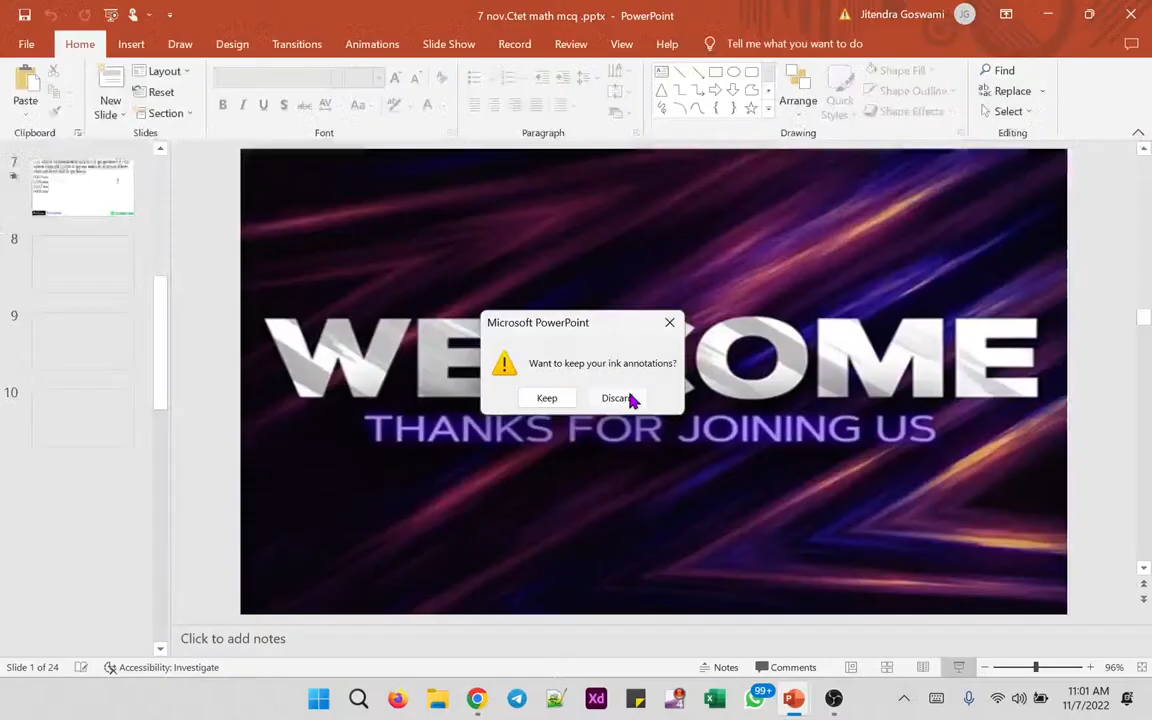 7 nov.Ctet math mcq .pptx - PowerPoint
Jitendra Goswami
JG
File Home Insert Draw Design Transitions Animations Slide Show Record Review View Help Tell me what you want to do
Paste
New
Slide
Layout
Reset
Section
Arrange
Quick
Styles
Shape Fill
Shape Outline
Shape Effects
Find
Replace
Select
Clipboard
Slides
Font
Paragraph
Drawing
Editing
7
8
9
10
Microsoft PowerPoint
Want to keep your ink annotations?
Keep
THANKS FOR JOINING US
Click to add notes
Slide 1 of 24
Accessibility: Investigate
Notes
Comments
96%
99+
11:01 AM
11/7/2022